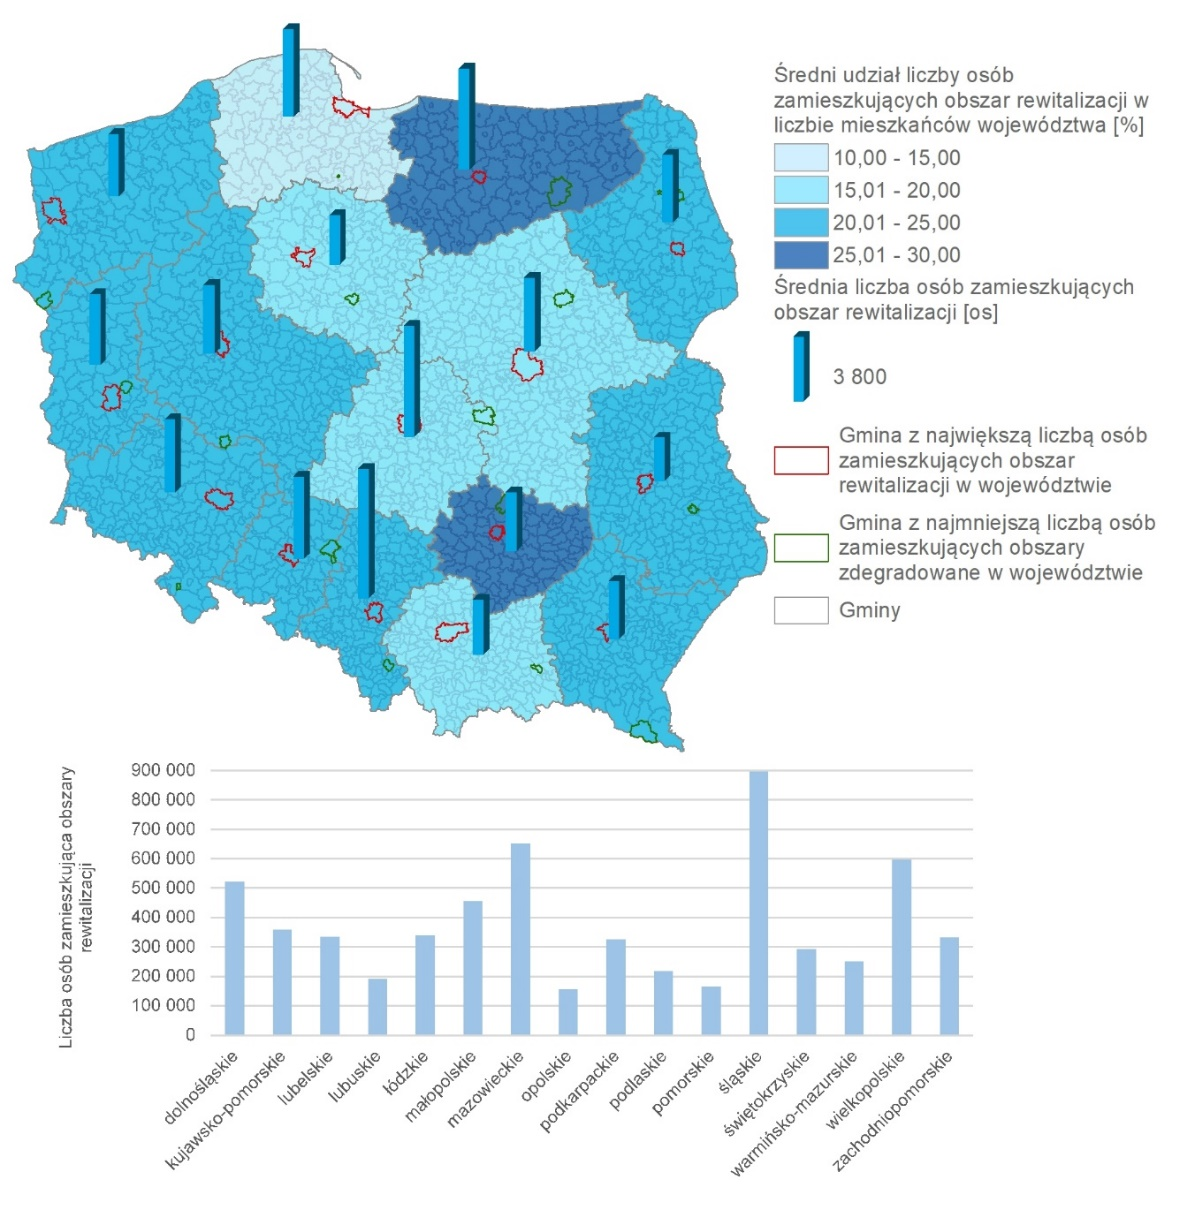 Średni udział liczby osób
zamieszkujących obszar rewitalizacji w
liczbie mieszkańców województwa [%]
10,00 - 15,00
15,01 - 20,00
20,01 - 25,00
25,01 - 30,00
Średnia liczba osób zamieszkujących
obszar rewitalizacji [os]
3 800
Gmina z największą liczbą osób
zamieszkujących obszar
rewitalizacji w województwie
Gmina z najmniejszą liczbą osób
zamieszkujących obszary
zdegradowane w województwie
Gminy
Liczba osób zamieszkująca obszary
rewitalizacji
900 000
800 000
700 000
600 000
500 000
400 000
300 000
200 000
100 000
0
dolnośląskie
kujawsko-pomorskie
lubelskie
lubuskie
łódzkie
małopolskie
mazowieckie
opolskie
podkarpackie
podlaskie
pomorskie
śląskie
świętokrzyskie
warmińsko-mazurskie
wielkopolskie
zachodniopomorskie